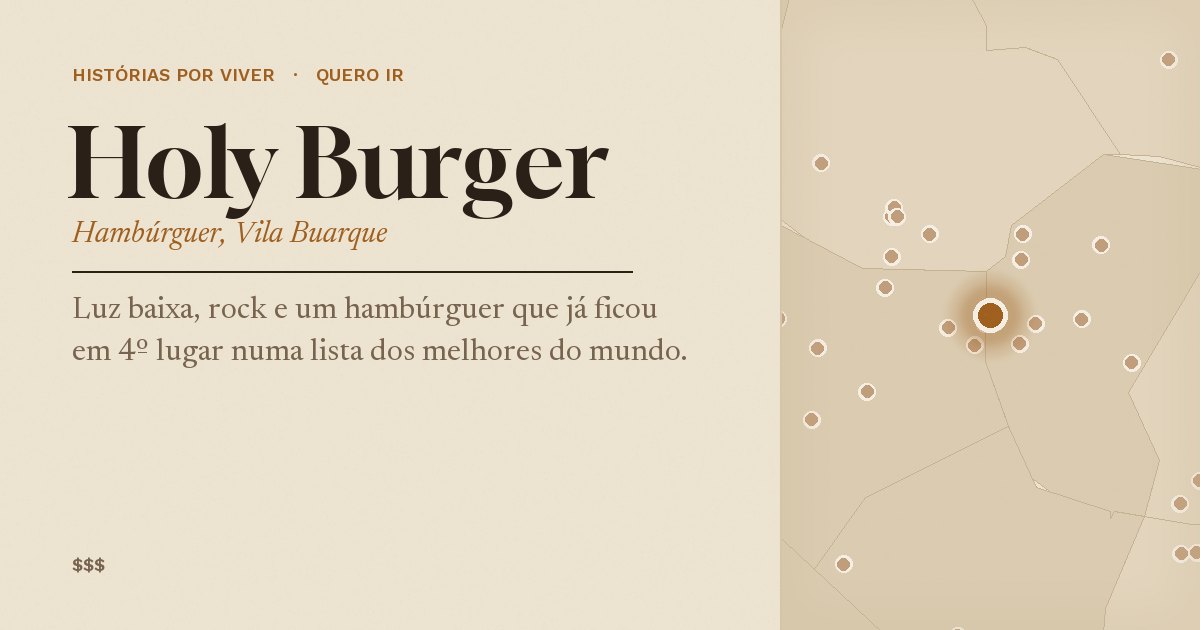 HISTÓRIAS POR VIVER · QUERO IR
Holy Burger
Hambúrguer, Vila Buarque
Luz baixa, rock e um hambúrguer que já ficou
em 4º lugar numa lista dos melhores do mundo.
$$$